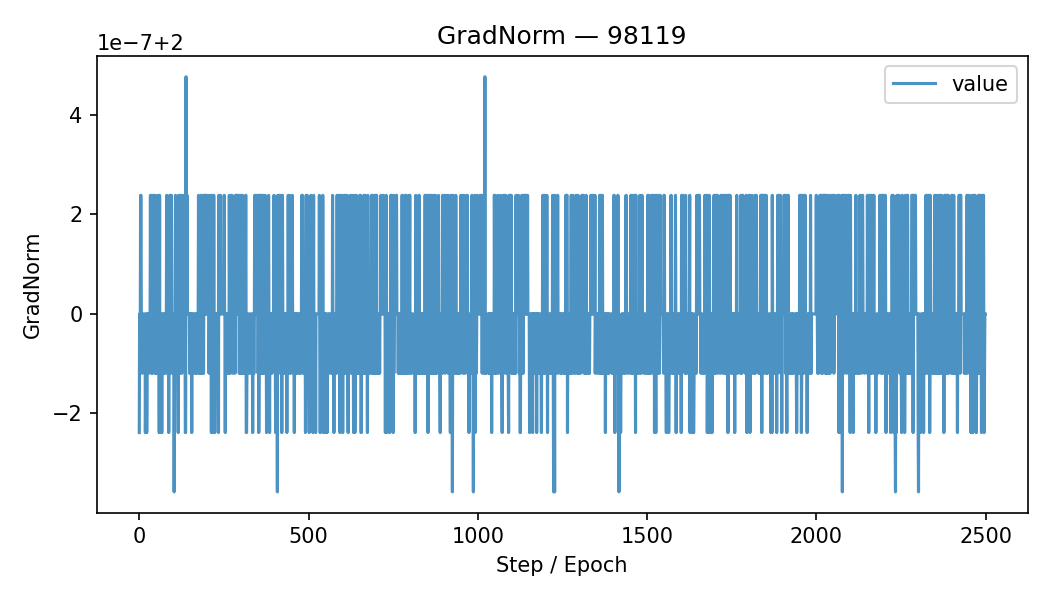 GradNorm — 98119
1e−7+2
value
4
2
0
−2
GradNorm
0 500 1000 1500 2000 2500
Step / Epoch